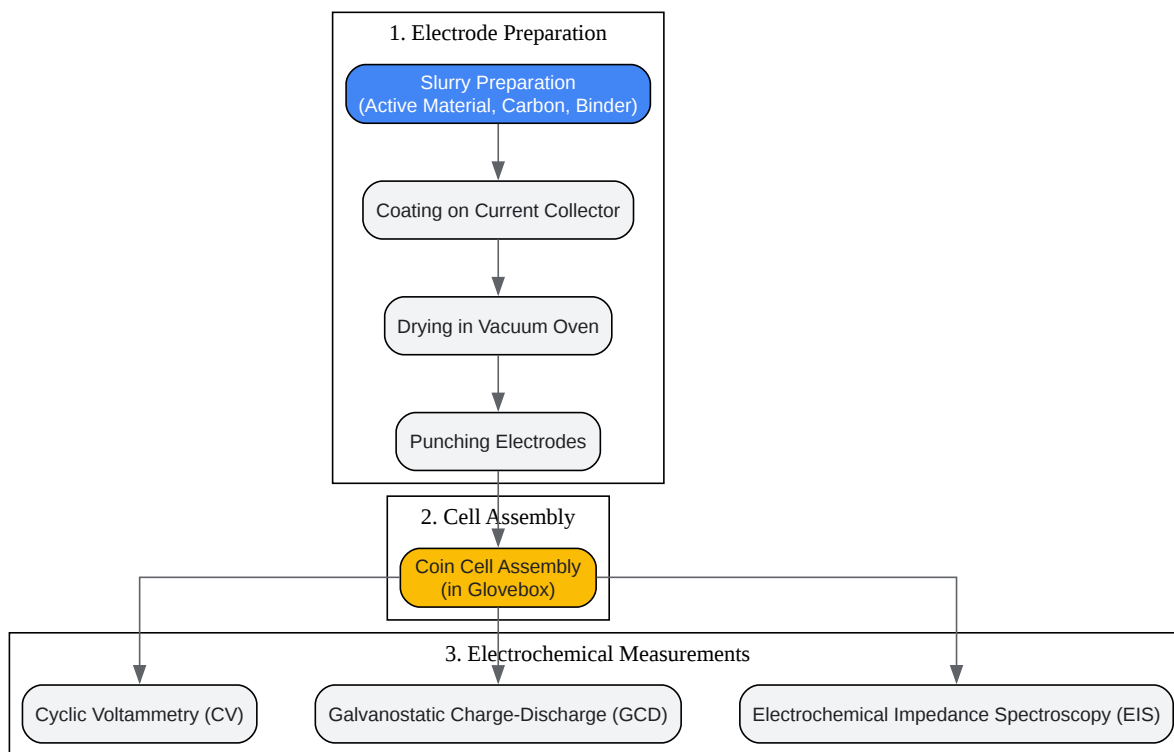 1. Electrode Preparation
Slurry Preparation
(Active Material, Carbon, Binder)
Coating on Current Collector
Drying in Vacuum Oven
Punching Electrodes
2. Cell Assembly
Coin Cell Assembly
(in Glovebox)
3. Electrochemical Measurements
Cyclic Voltammetry (CV)
Galvanostatic Charge-Discharge (GCD)
Electrochemical Impedance Spectroscopy (EIS)